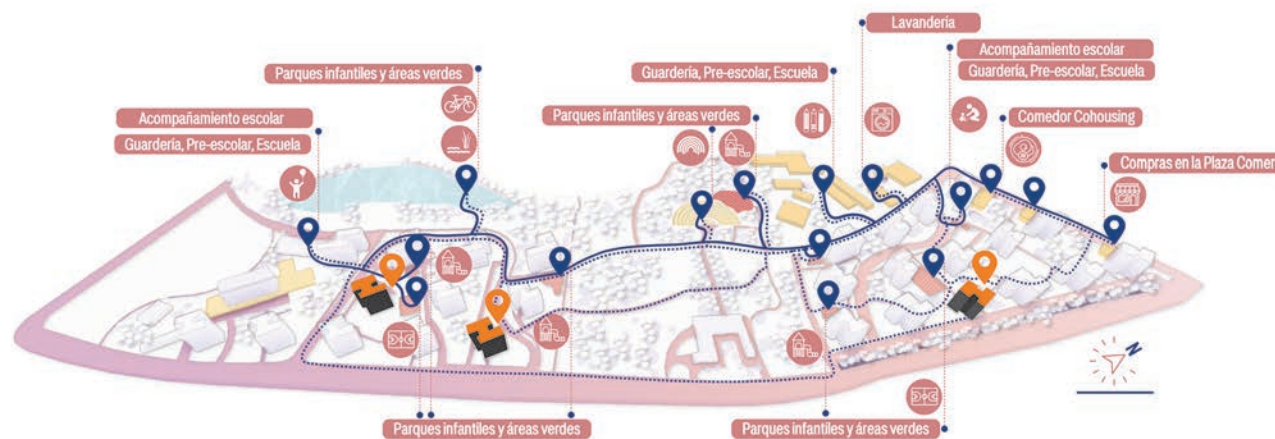 Lavandería
Acompañamiento escolar
Guardería, Pre-escolar, Escuela
Parques infantiles y áreas verdes
Guardería, Pre-escolar, Escuela
Acompañamiento escolar
Guardería, Pre-escolar, Escuela
Parques infantiles y áreas verdes
Comedor Cohousing
Compras en la Plaza Comer
N
Parques infantiles y áreas verdes
Parques infantiles y áreas verdes